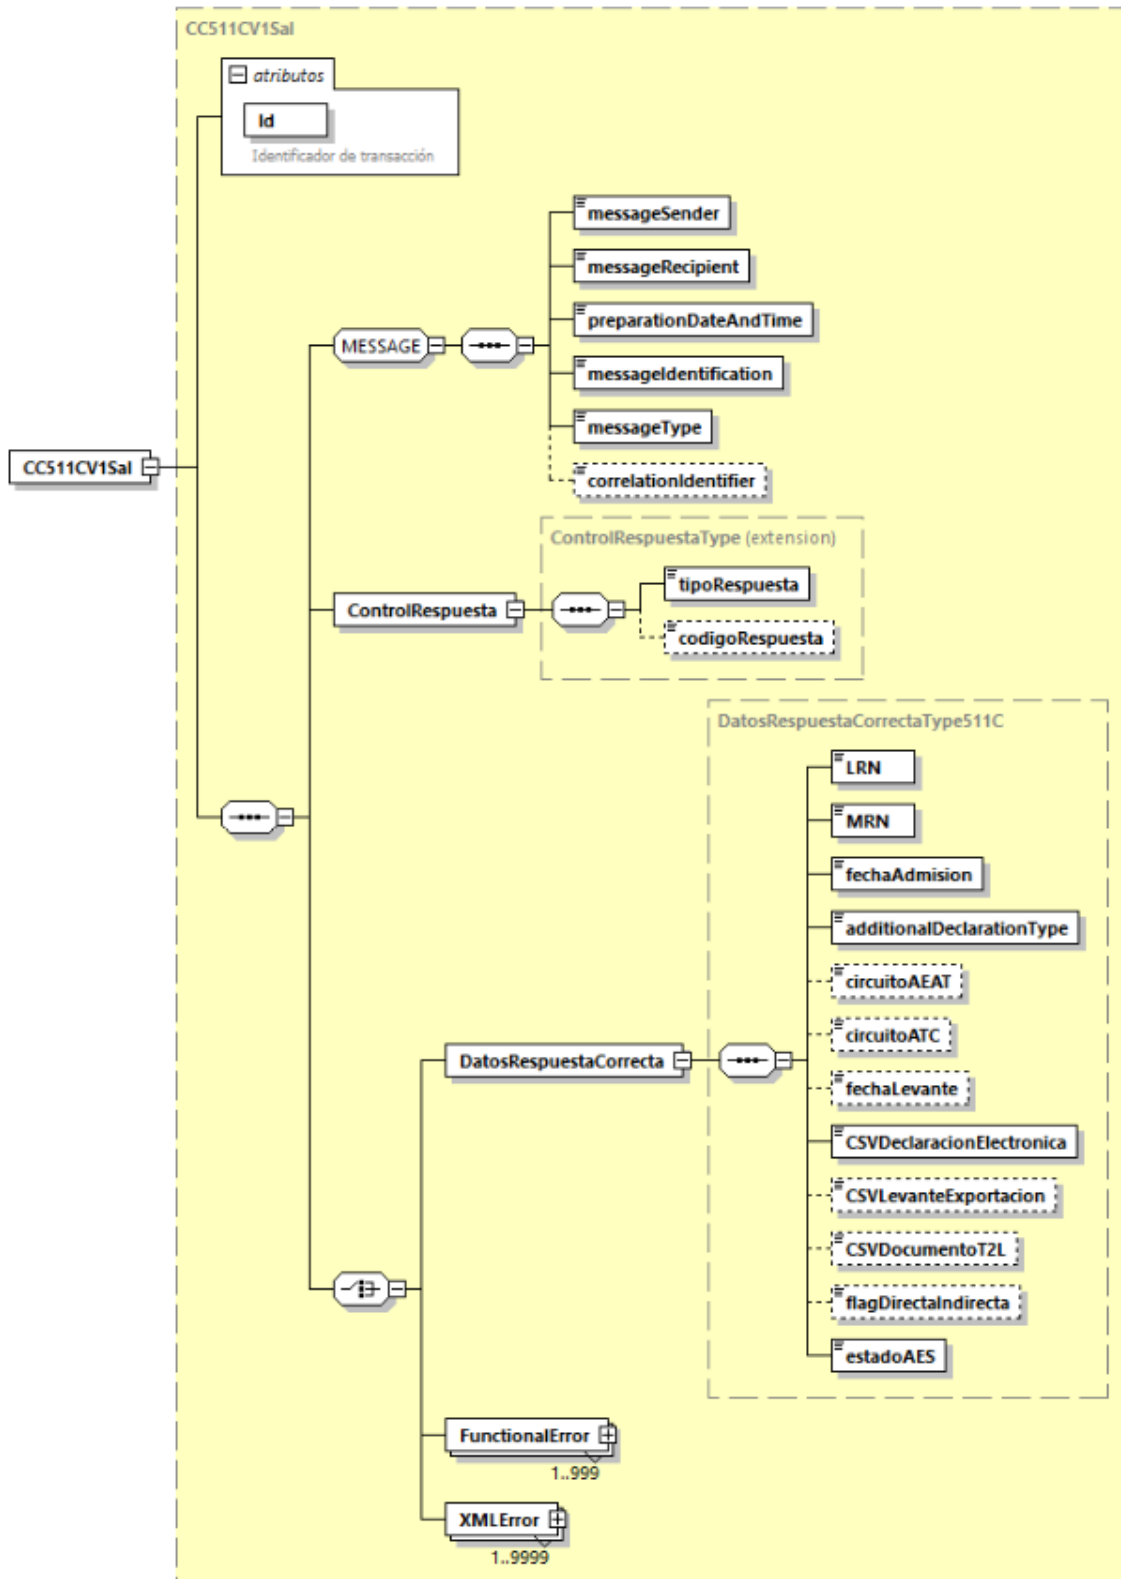 CC511CV1Sal
atributos
Id
Identificador de transacción
messageSender
messageRecipient
preparationDateAndTime
MESSAGE
messageIdentification
messageType
CC511CV1Sal
correlationIdentifier
ControlRespuestaType (extension)
tipoRespuesta
ControlRespuesta
codigoRespuesta
DatosRespuestaCorrectaType511C
LRN
MRN
fechaAdmision
additionalDeclarationType
circuitoAEAT
circuitoATC
DatosRespuestaCorrecta
fechaLevante
CSVDeclaracionElectronica
CSVLevanteExportacion
CSVDocumentoT2L
flagDirectaIndirecta
estadoAES
FunctionalError
1..999
XMLError
1..9999